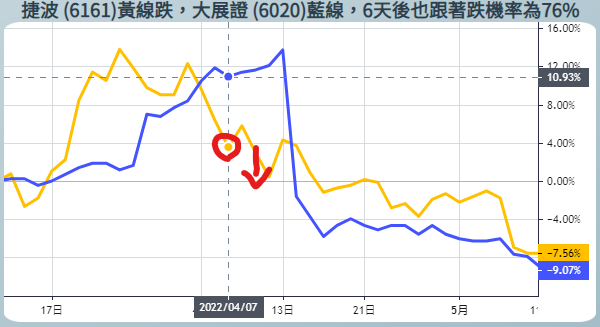 捷波 (6161)黃線跌，大展證 (6020)藍線，6天後也跟著跌機率為76%
16.00%
12.00%
10.93%
8.00%
4.00%
0.00%
-4.00%
-7.56%
-9.07%
17日
2022/04/07
13日
21日
5月